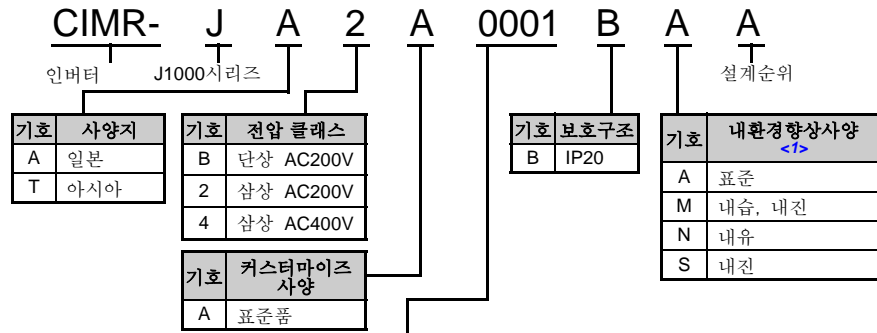 CIMR- J A 2 A 0001 B A A
인버터 J1000시리즈 설계순위
기호 사양지
A 일본
T 아시아
기호 전압 클래스
B 단상 AC200V
2 삼상 AC200V
4 삼상 AC400V
기호 커스터마이즈 사양
A 표준품
기호 보호구조
B IP20
기호 내환경향상사양 <1>
A 표준
M 내습, 내진
N 내유
S 내진